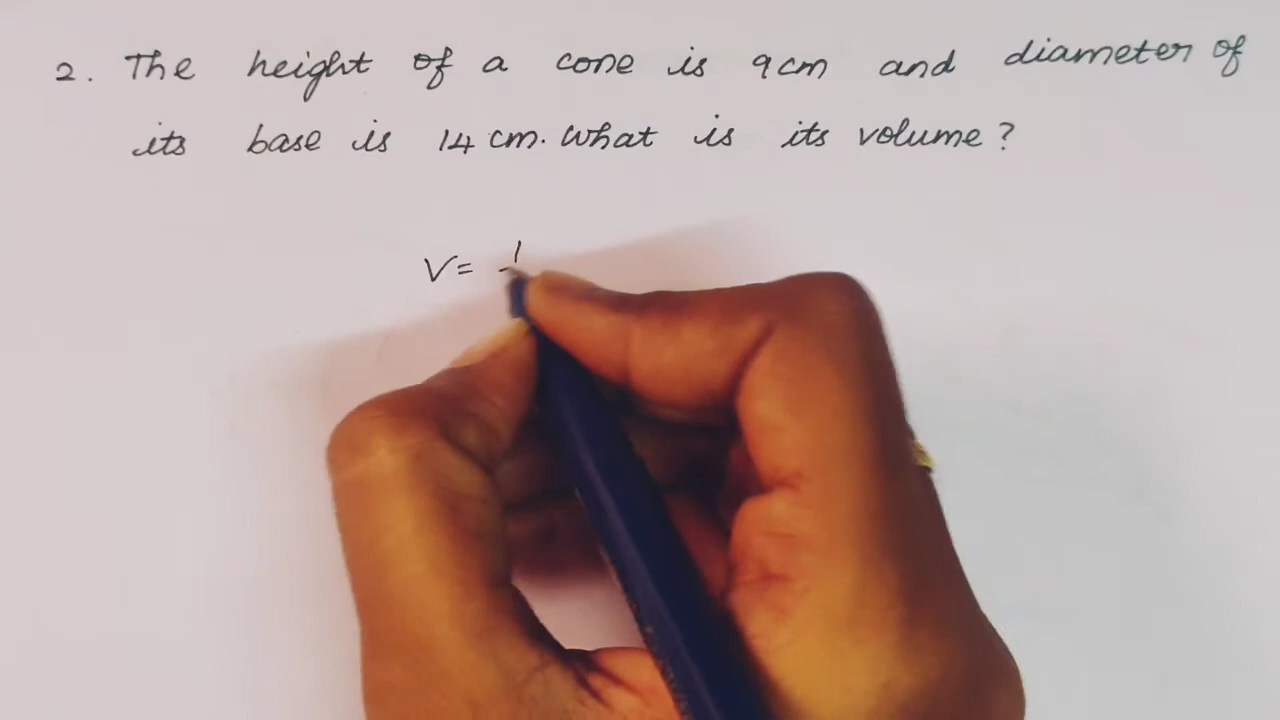 2. The height of a cone is 9cm and diameter of
its base is 14 cm. What is its volume?
V = 1